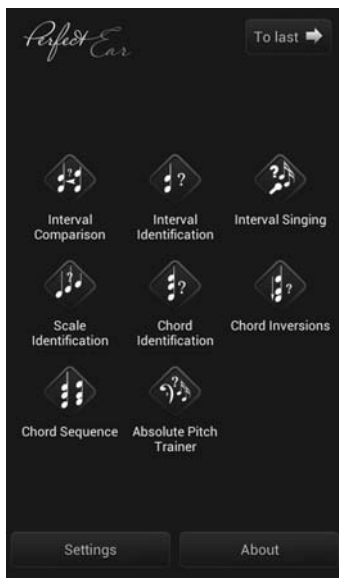 Perfect Ear
To last
Interval
Comparison
Interval
Identification
Interval Singing
Scale
Identification
Chord
Identification
Chord Inversions
Chord Sequence
Absolute Pitch
Trainer
Settings
About